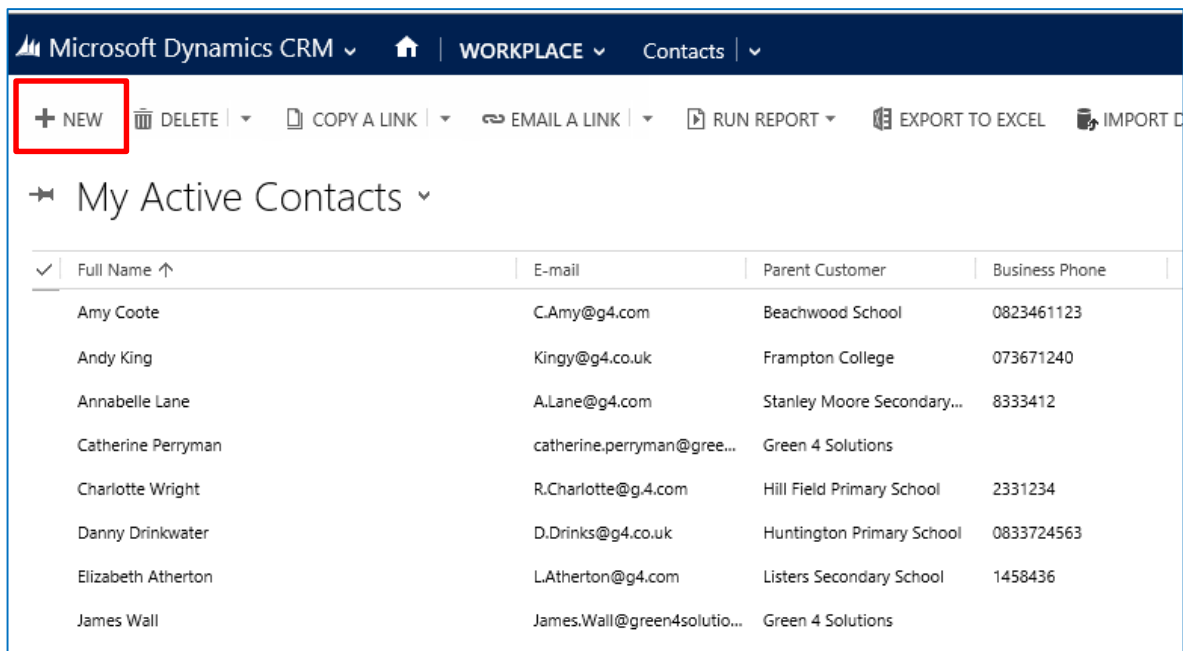 Microsoft Dynamics CRM WORKPLACE Contacts
NEW DELETE COPY A LINK EMAIL A LINK RUN REPORT EXPORT TO EXCEL IMPORT D
My Active Contacts
Full Name E-mail Parent Customer Business Phone
Amy Coote C.Amy@g4.com Beachwood School 0823461123
Andy King Kingy@g4.co.uk Frampton College 073671240
Annabelle Lane A.Lane@g4.com Stanley Moore Secondary... 8333412
Catherine Perryman catherine.perryman@gree... Green 4 Solutions
Charlotte Wright R.Charlotte@g.4.com Hill Field Primary School 2331234
Danny Drinkwater D.Drinks@g4.co.uk Huntington Primary School 0833724563
Elizabeth Atherton L.Atherton@g4.com Listers Secondary School 1458436
James Wall James.Wall@green4solutio... Green 4 Solutions